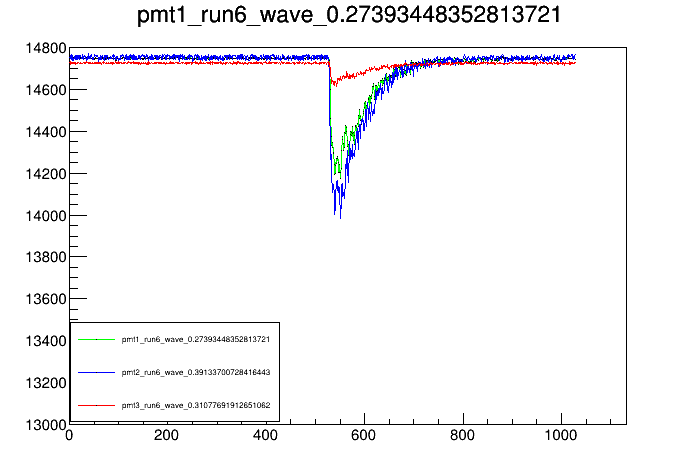 pmt1_run6_wave_0.27393448352813721
14800
14600
14400
14200
14000
13800
13600
13400
13200
13000
pmt1_run6_wave_0.27393448352813721
pmt2_run6_wave_0.39133700728416443
pmt3_run6_wave_0.31077691912651062
0 200 400 600 800 1000